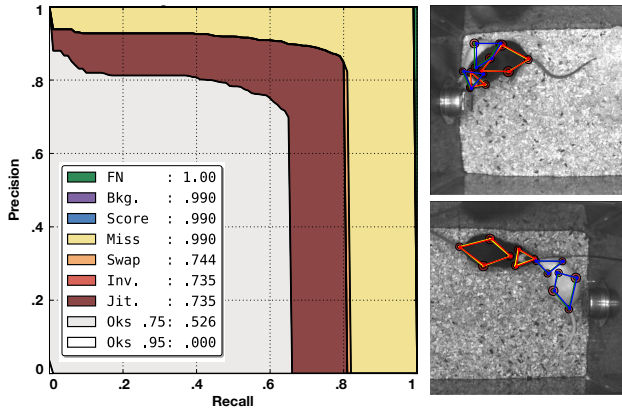 1
.8
.6
.4
.2
0
Precision
FN : 1.00
Bkg. : .990
Score : .990
Miss : .990
Swap : .744
Inv. : .735
Jit. : .735
Oks .75: .526
Oks .95: .000
0 .2 .4 .6 .8 1
Recall